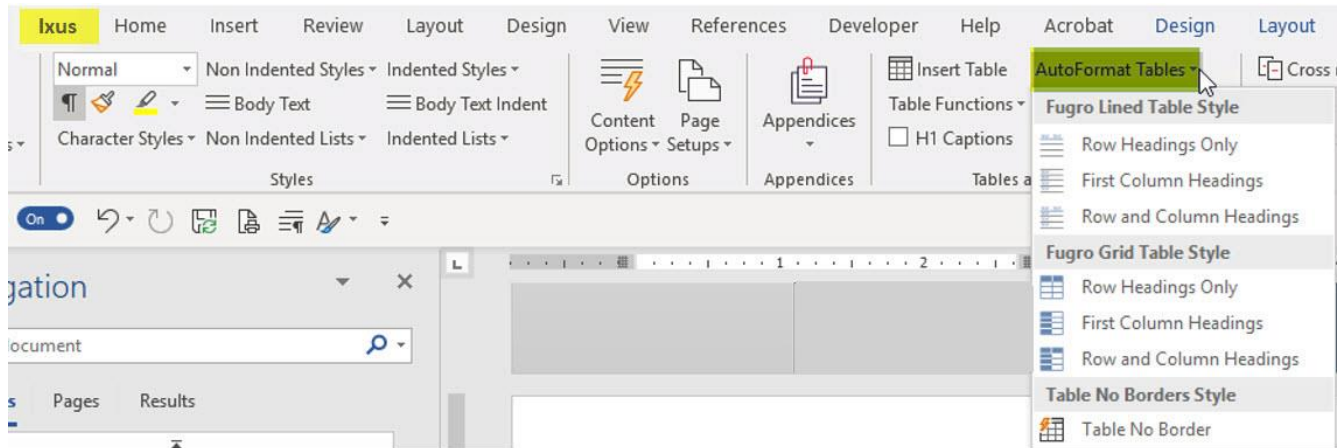 Ixus Home Insert Review Layout Design View References Developer Help Acrobat Design Layout
Normal Non Indented Styles Indented Styles Insert Table AutoFormat Tables Cross
Body Text Body Text Indent Content Options Page Setups Appendices Table Functions
Character Styles Non Indented Lists Indented Lists H1 Captions
Styles Options Appendices Tables a
Fugro Lined Table Style
Row Headings Only
First Column Headings
Row and Column Headings
Fugro Grid Table Style
Row Headings Only
First Column Headings
Row and Column Headings
Table No Borders Style
Table No Border
On
gation
ocument
s Pages Results
L 1 2